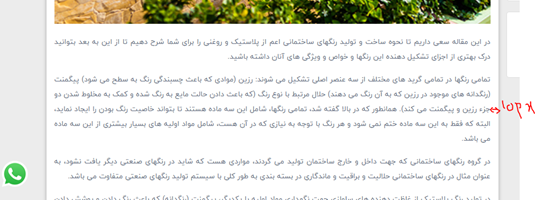 در این مقاله سعی داریم تا نحوه ساخت و تولید رنگهای ساختمانی اعم از پلاستیک و روغنی را برای شما شرح دهیم تا از این به بعد بتوانید
درک بهتری از اجزای تشکیل دهنده این رنگها و خواص و ویژگی های آنان داشته باشید.
تمامی رنگها در تمامی گرید های مختلف از سه عنصر اصلی تشکیل می شوند: رزین (موادی که باعث چسبندگی رنگ به سطح می شود) پیگمنت
(رنگدانه های موجود در رزین که به آن رنگ می دهند) حلال مرتبط با نوع رنگ (که باعث دادن حالت مایع به رنگ شده و کمک به مخلوط شدن دو
جزء رزین و پیگمنت می کند). همانطور که در بالا گفته شد، تمامی رنگها، شامل این سه ماده هستند تا بتواند خاصیت رنگ بودن را ایجاد نماید،
البته که فقط به این سه ماده ختم نمی شود و هر رنگ با توجه به نیازی که در آن هست، شامل مواد اولیه های بسیار بیشتری از این سه ماده
می باشد.
10px
در گروه رنگهای ساختمانی که جهت داخل و خارج ساختمان تولید می گردند، مواردی هست که شاید در رنگهای صنعتی دیگر یافت نشود، به
عنوان مثال در رنگهای ساختمانی حلالیت و براقیت و ماندگاری در بسته بندی به طور کلی با سیستم تولید رنگهای صنعتی متفاوت می باشد.